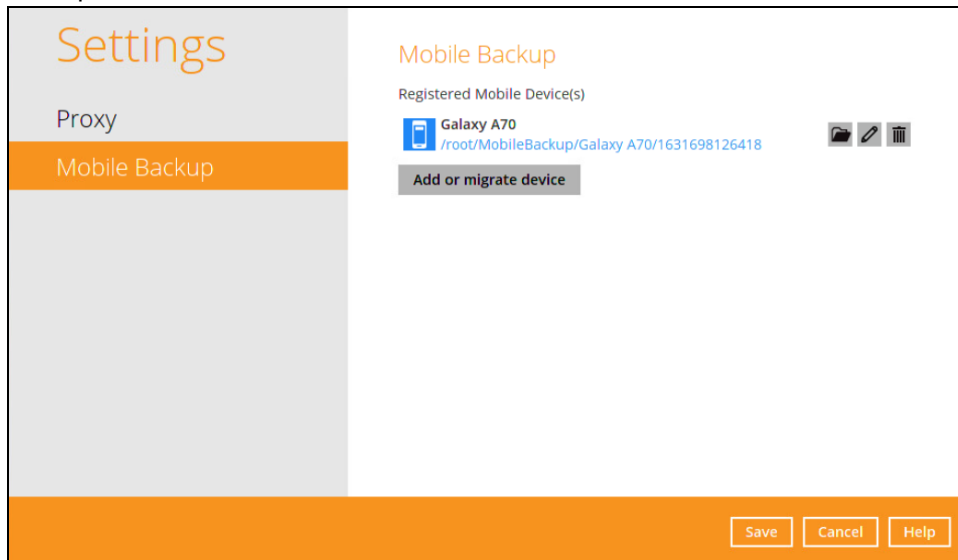 Settings
Proxy
Mobile Backup
Mobile Backup
Registered Mobile Device(s)
Galaxy A70
/root/MobileBackup/Galaxy A70/1631698126418
Add or migrate device
Save Cancel Help